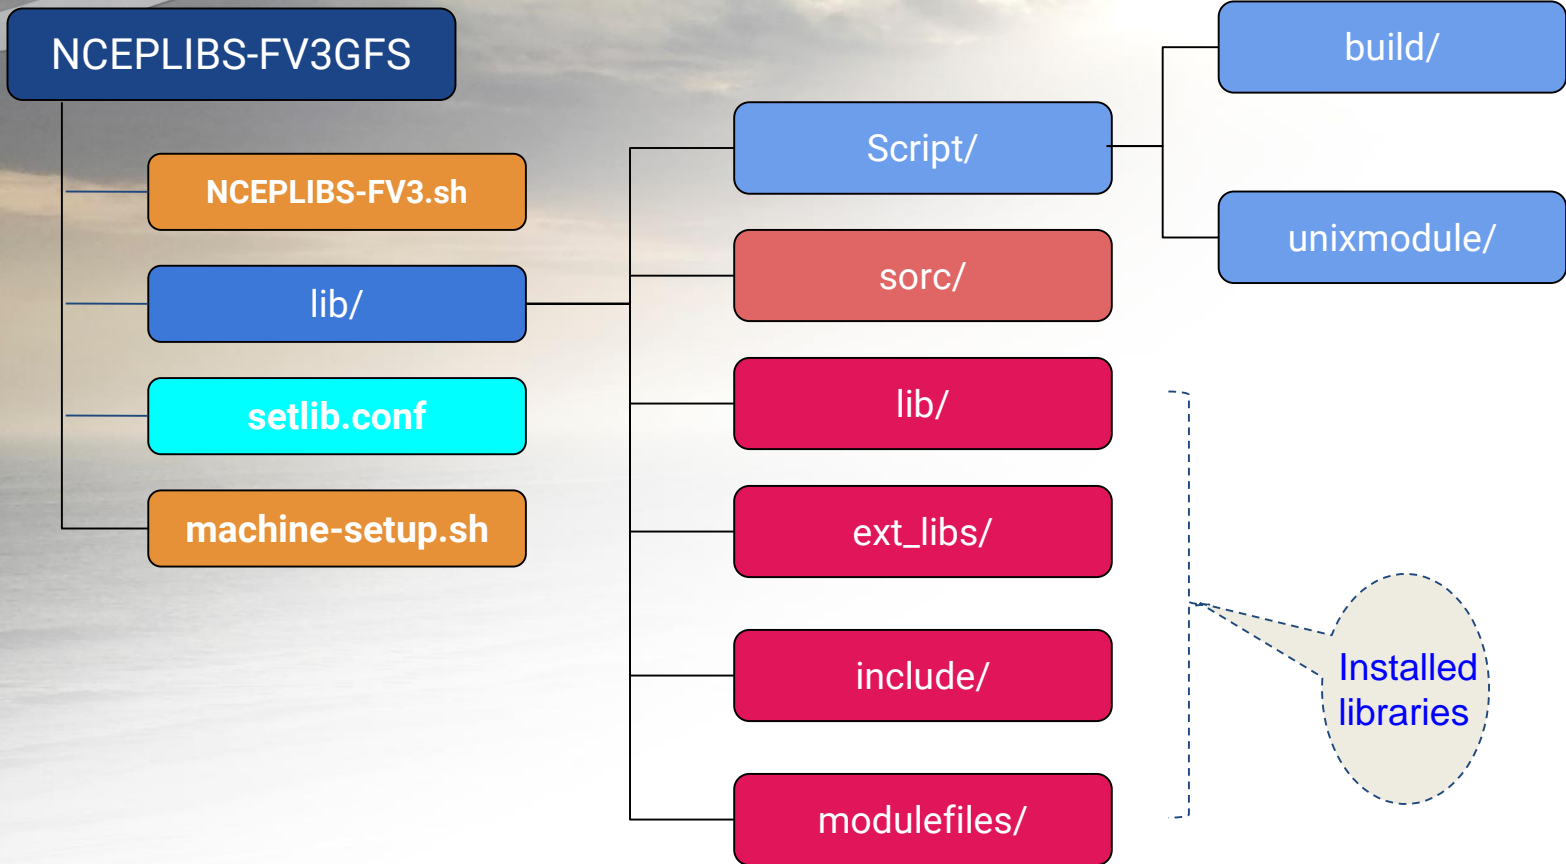 NCEPLIBS-FV3GFS
NCEPLIBS-FV3.sh
lib/
setlib.conf
machine-setup.sh
Script/
sorc/
lib/
ext_libs/
include/
modulefiles/
build/
unixmodule/
Installed
libraries